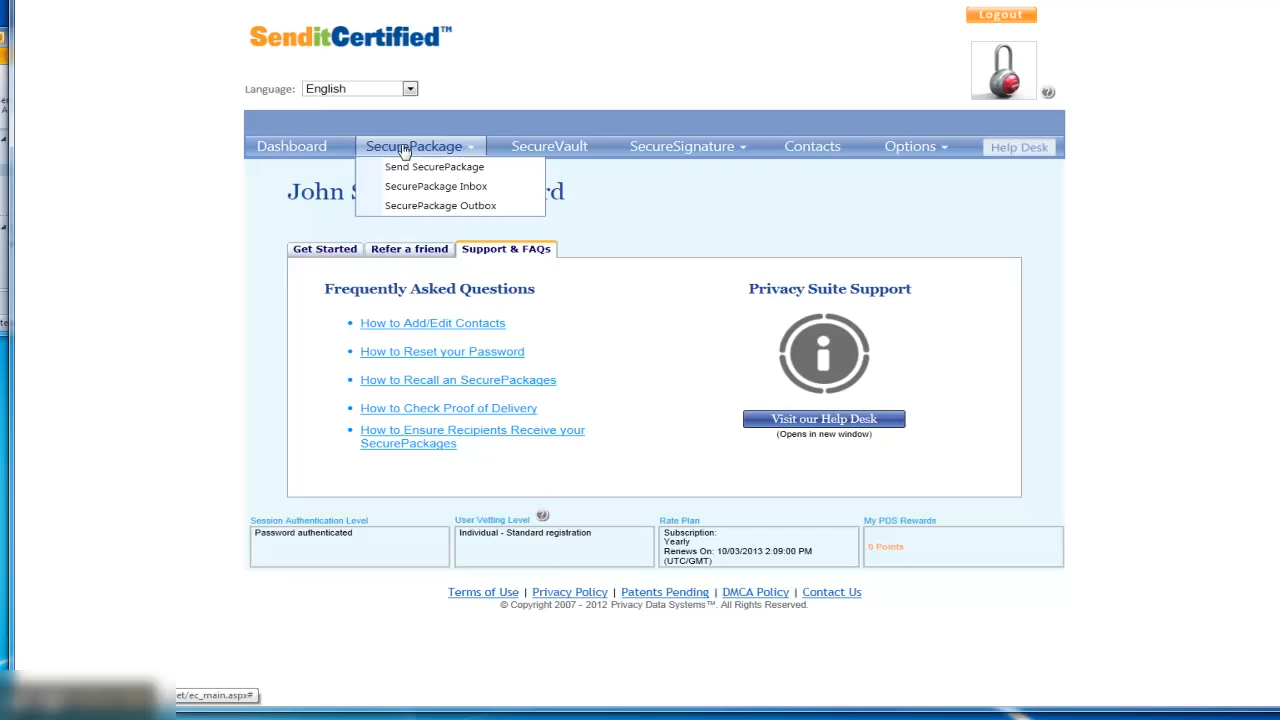 Logout
SenditCertified™
Language: English
Dashboard SecurePackage SecureVault SecureSignature Contacts Options Help Desk
Send SecurePackage
SecurePackage Inbox
SecurePackage Outbox
John
rd
Get Started Refer a friend Support & FAQs
Frequently Asked Questions
How to Add/Edit Contacts
How to Reset your Password
How to Recall an SecurePackages
How to Check Proof of Delivery
How to Ensure Recipients Receive your
SecurePackages
Privacy Suite Support
Visit our Help Desk
(Opens in new window)
Session Authentication Level
Password authenticated
User Vetting Level
Individual - Standard registration
Rate Plan
Subscription:
Yearly
Renews On: 10/03/2013 2:09:00 PM
(UTC/GMT)
My PDS Rewards
Terms of Use | Privacy Policy | Patents Pending | DMCA Policy | Contact Us
© Copyright 2007 - 2012 Privacy Data Systems™. All Rights Reserved.
et/ec_main.aspx#